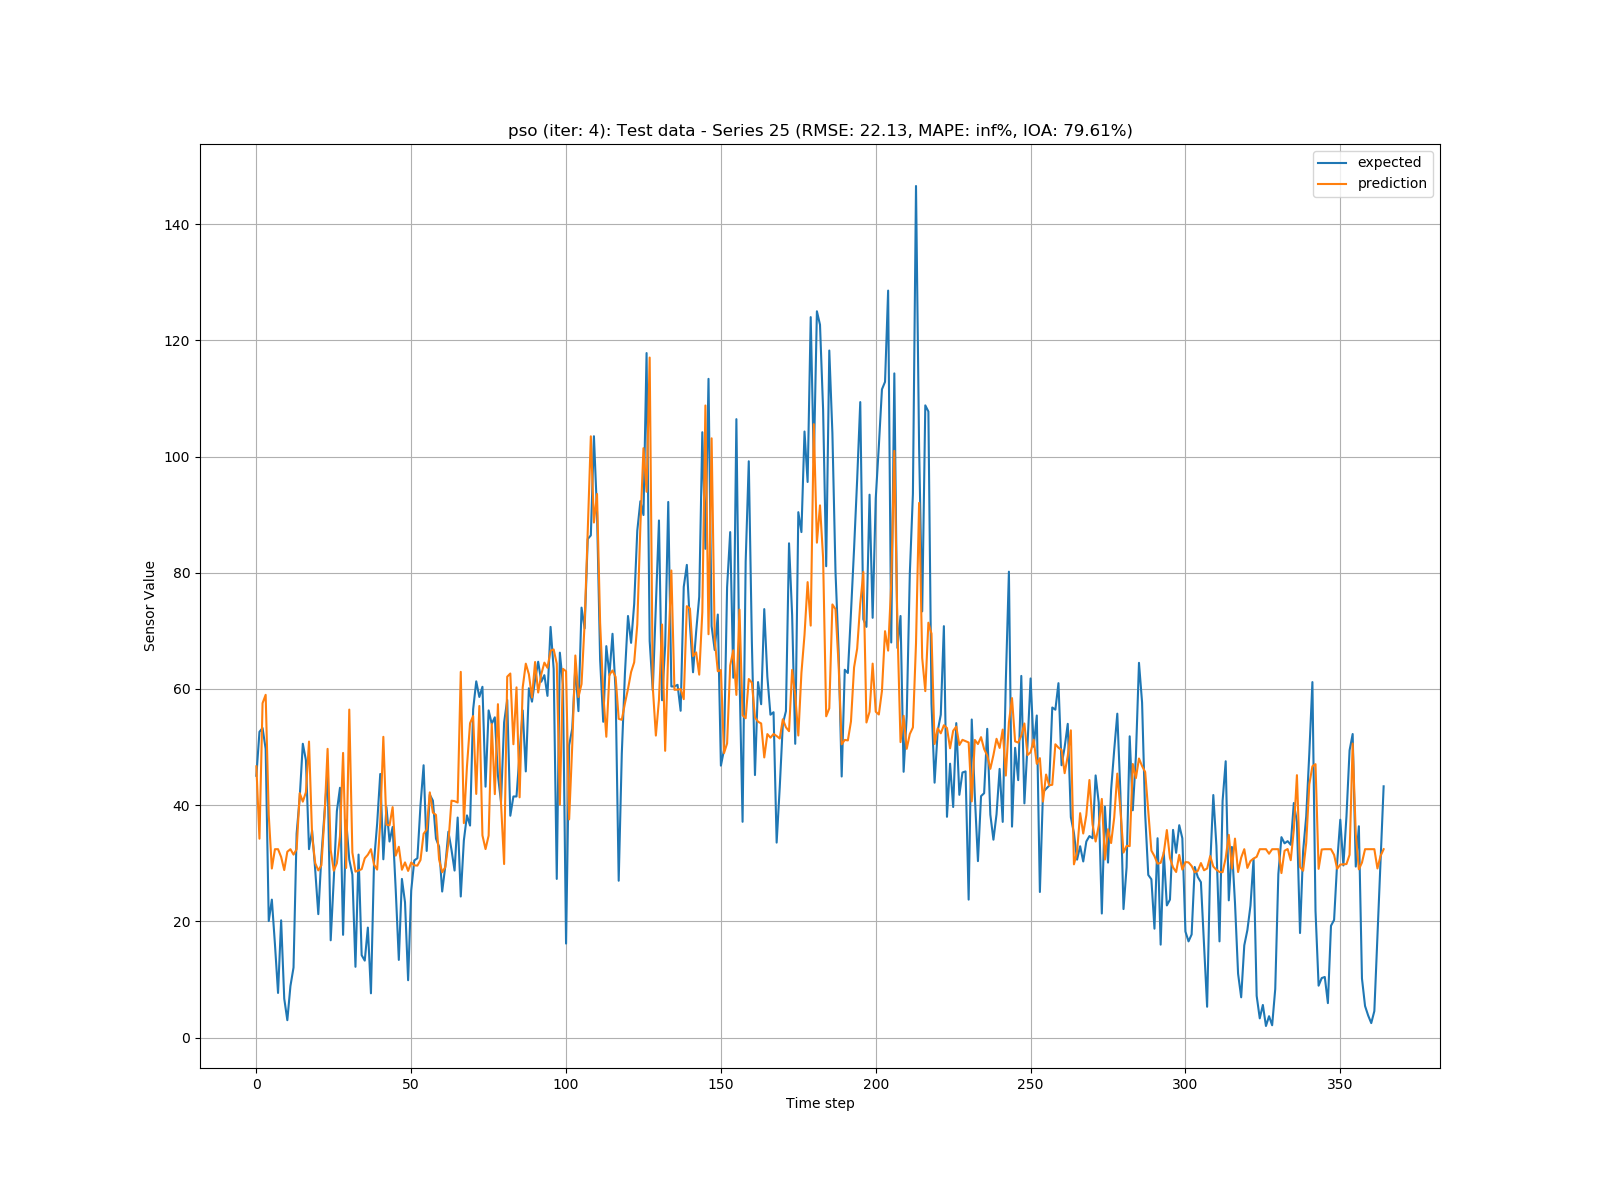 pso (iter: 4): Test data - Series 25 (RMSE: 22.13, MAPE: inf%, IOA: 79.61%)
expected
prediction
140
120
100
80
60
40
20
0
Sensor Value
0 50 100 150 200 250 300 350
Time step